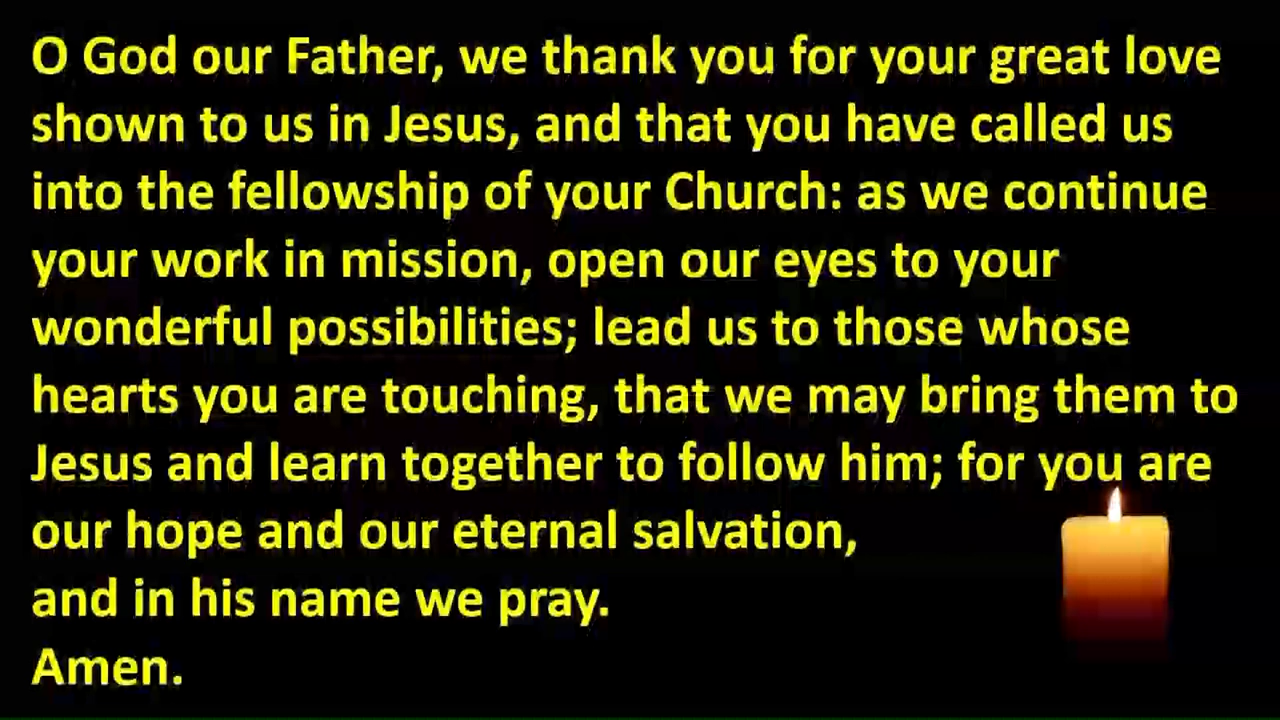 O God our Father, we thank you for your great love
shown to us in Jesus, and that you have called us
into the fellowship of your Church: as we continue
your work in mission, open our eyes to your
wonderful possibilities; lead us to those whose
hearts you are touching, that we may bring them to
Jesus and learn together to follow him; for you are
our hope and our eternal salvation,
and in his name we pray.
Amen.